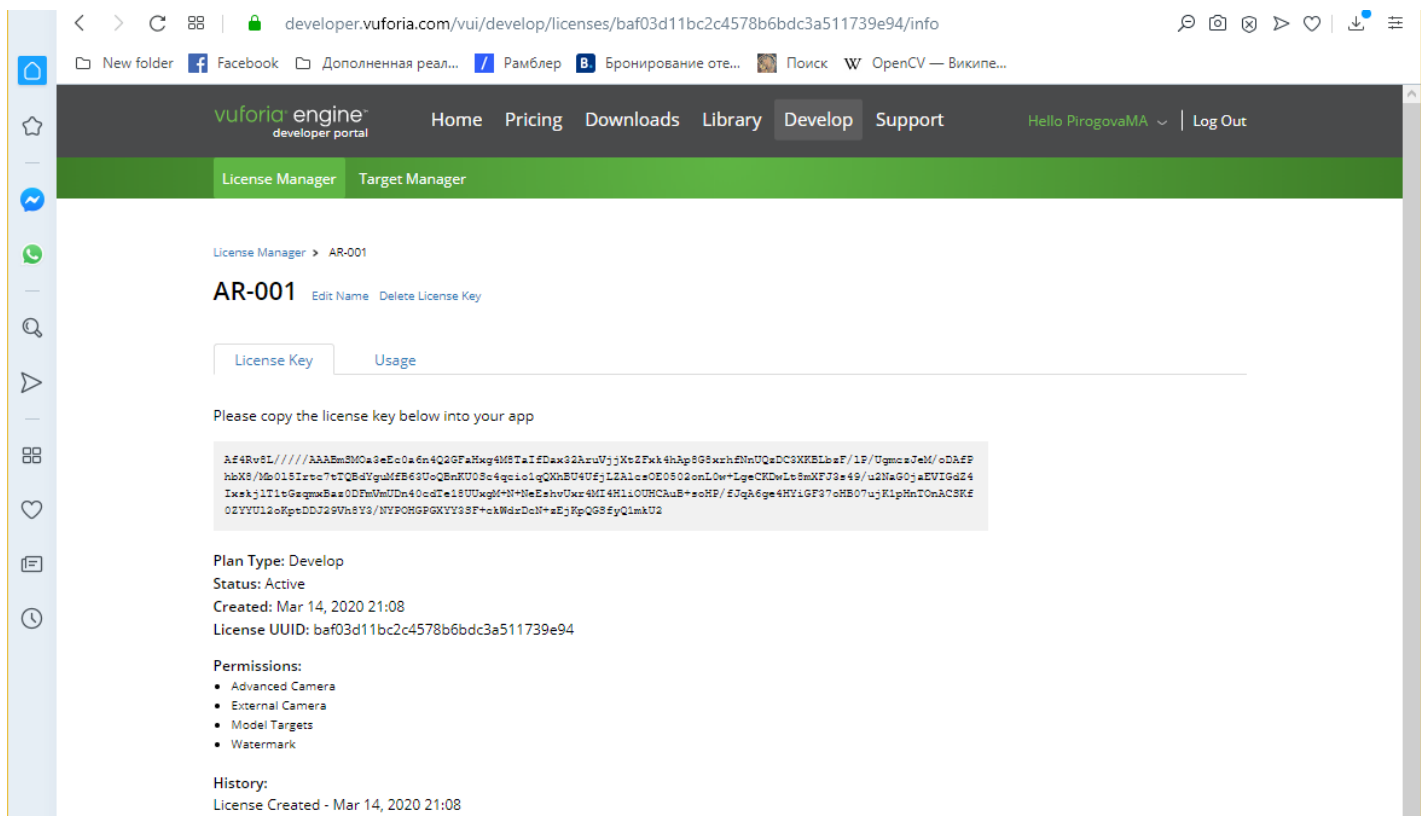 developer.vuforia.com/vui/develop/licenses/baf03d11bc2c4578b6bdc3a511739e94/info
New folder Facebook Дополненная реал... Рамблер B. Бронирование оте... Поиск W OpenCV — Википе...
vuforia engine™ Home Pricing Downloads Library Develop Support Hello PirogovaMA Log Out
developer portal
License Manager Target Manager
License Manager > AR-001
AR-001 Edit Name Delete License Key
License Key Usage
Please copy the license key below into your app
Plan Type: Develop
Status: Active
Created: Mar 14, 2020 21:08
License UUID: baf03d11bc2c4578b6bdc3a511739e94
Permissions:
• Advanced Camera
• External Camera
• Model Targets
• Watermark
History:
License Created - Mar 14, 2020 21:08